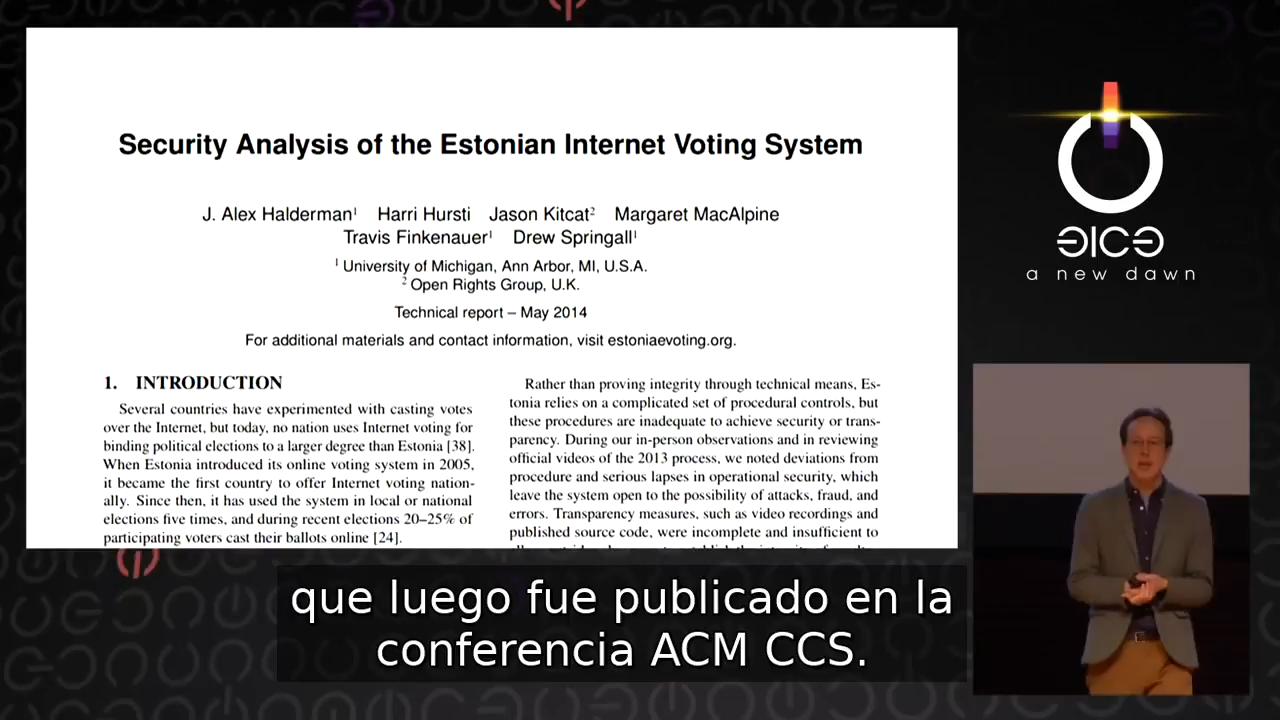 Security Analysis of the Estonian Internet Voting System
J. Alex Halderman¹ Harri Hursti Jason Kitcat² Margaret MacAlpine
Travis Finkenauer¹ Drew Springall¹
¹ University of Michigan, Ann Arbor, MI, U.S.A.
² Open Rights Group, U.K.
Technical report – May 2014
For additional materials and contact information, visit estoniaevoting.org.
1. INTRODUCTION
Several countries have experimented with casting votes
over the Internet, but today, no nation uses Internet voting for
binding political elections to a larger degree than Estonia [38].
When Estonia introduced its online voting system in 2005,
it became the first country to offer Internet voting nation-
ally. Since then, it has used the system in local or national
elections five times, and during recent elections 20–25% of
participating voters cast their ballots online [24].
Rather than proving integrity through technical means, Es-
tonia relies on a complicated set of procedural controls, but
these procedures are inadequate to achieve security or trans-
parency. During our in-person observations and in reviewing
official videos of the 2013 process, we noted deviations from
procedure and serious lapses in operational security, which
leave the system open to the possibility of attacks, fraud, and
errors. Transparency measures, such as video recordings and
published source code, were incomplete and insufficient to
a new dawn
que luego fue publicado en la
conferencia ACM CCS.